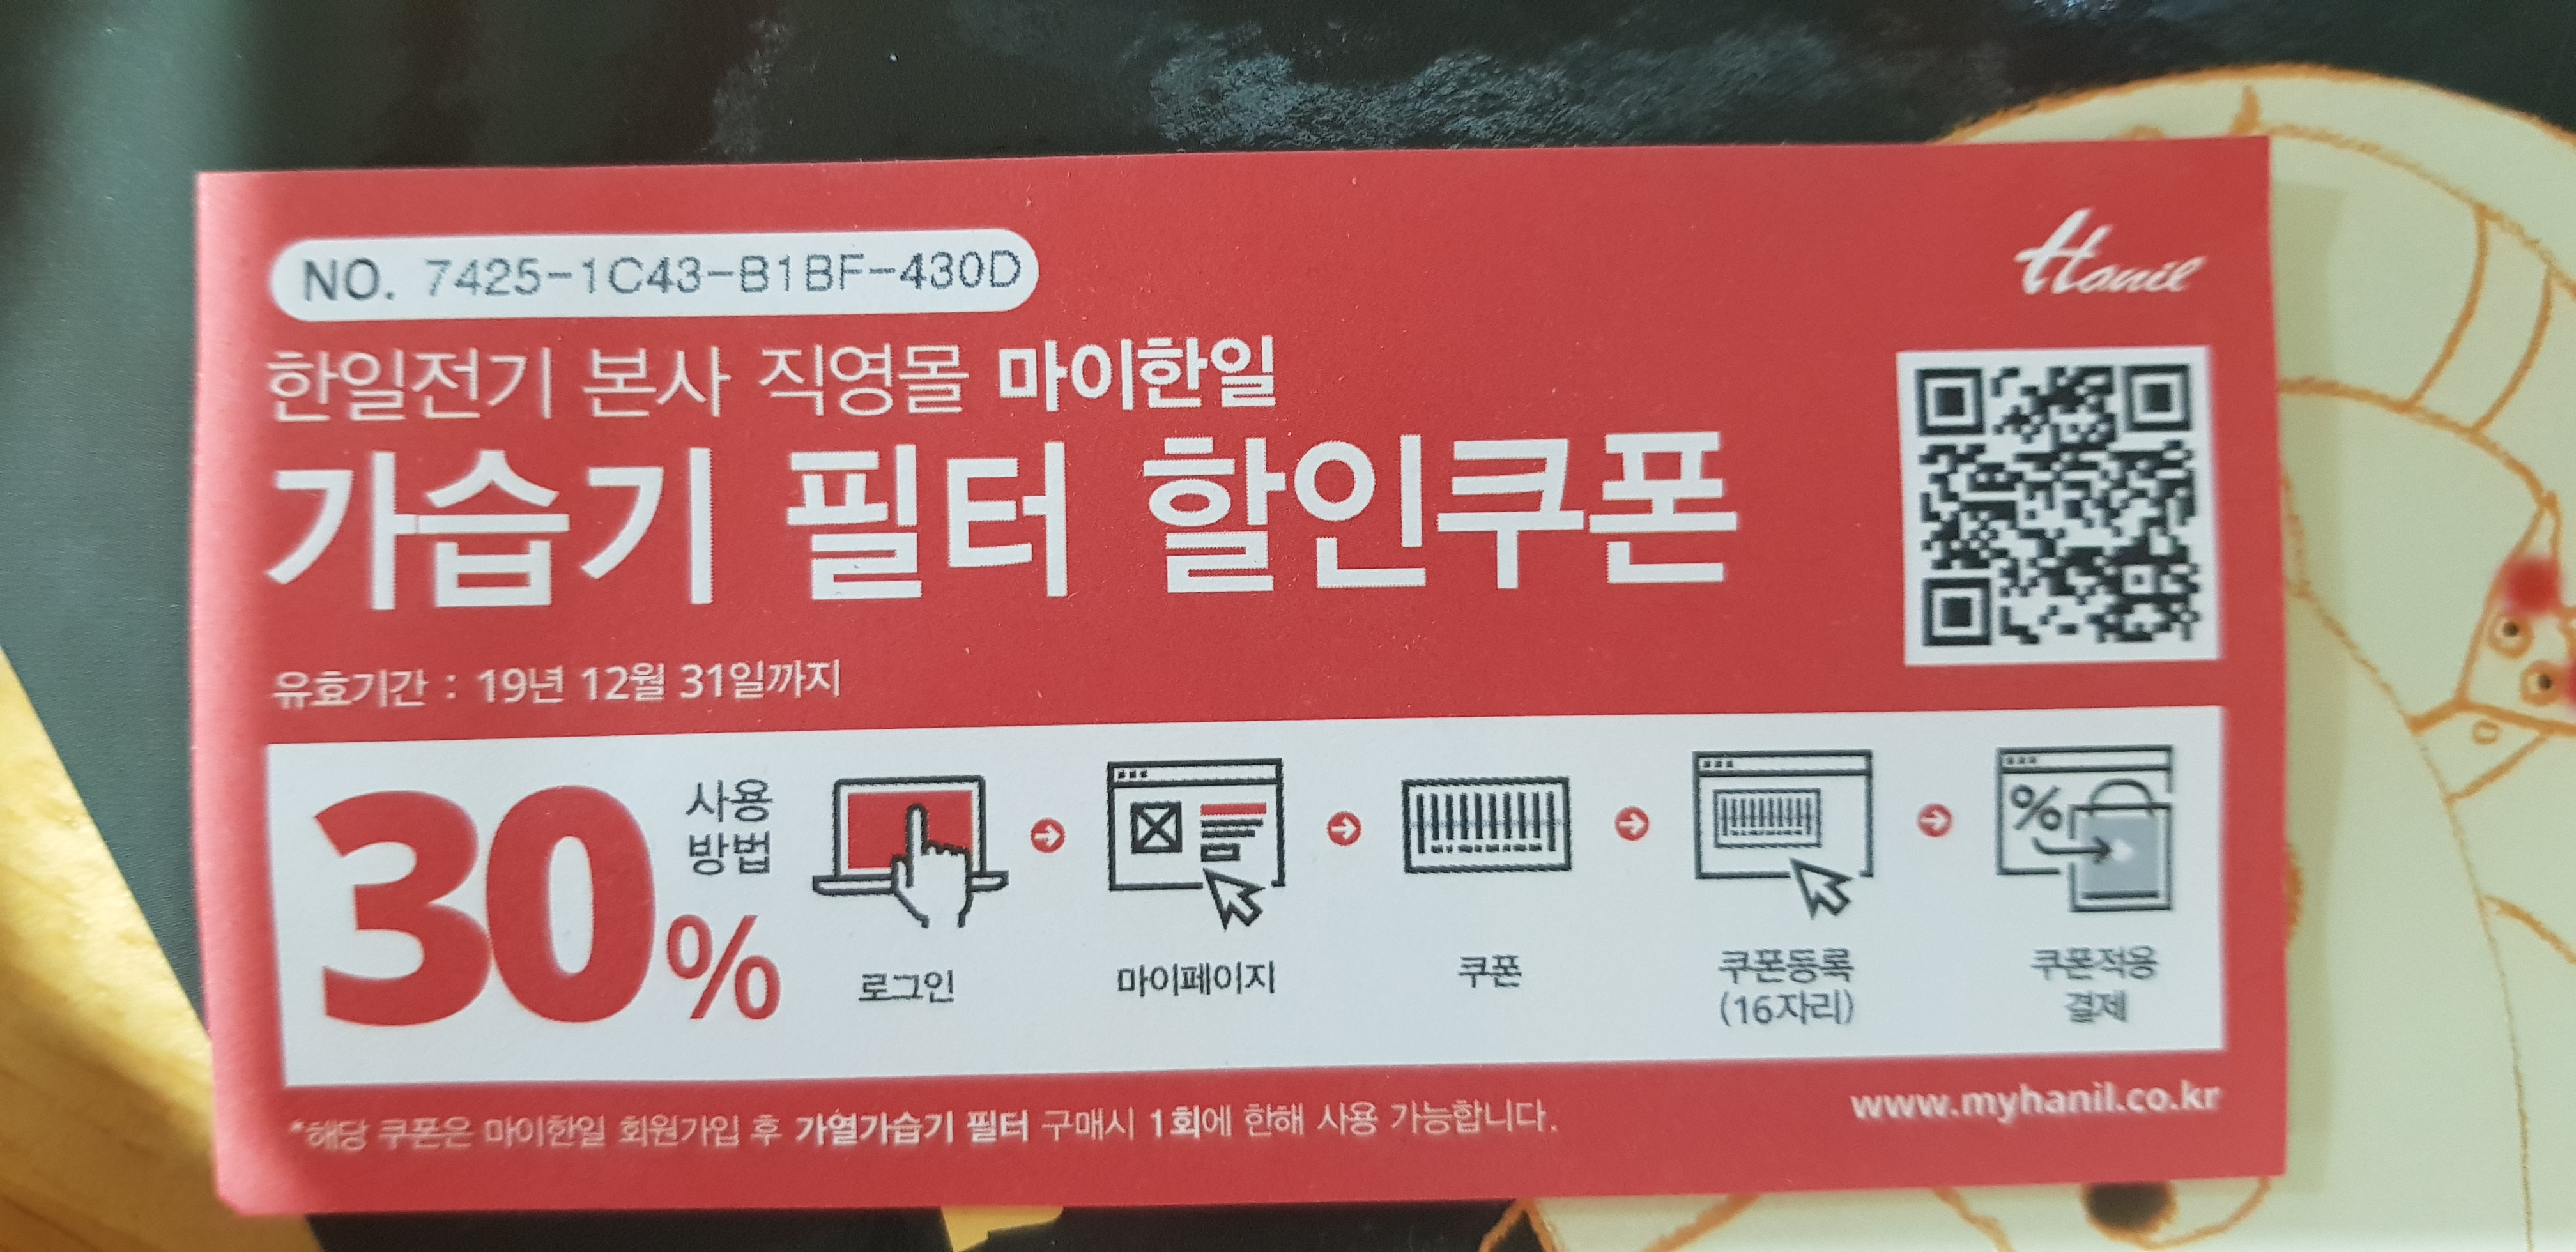 NO. 7425-1C43-B1BF-430D
Hanil
한일전기 본사 직영몰 마이한일
가습기 필터 할인쿠폰
유효기간 : 19년 12월 31일까지
30%
사용
방법
로그인
마이페이지
쿠폰
쿠폰등록
(16자리)
%
쿠폰적용
결제
*해당 쿠폰은 마이한일 회원가입 후 가열가습기 필터 구매시 1회에 한해 사용 가능합니다.
www.myhanil.co.kr